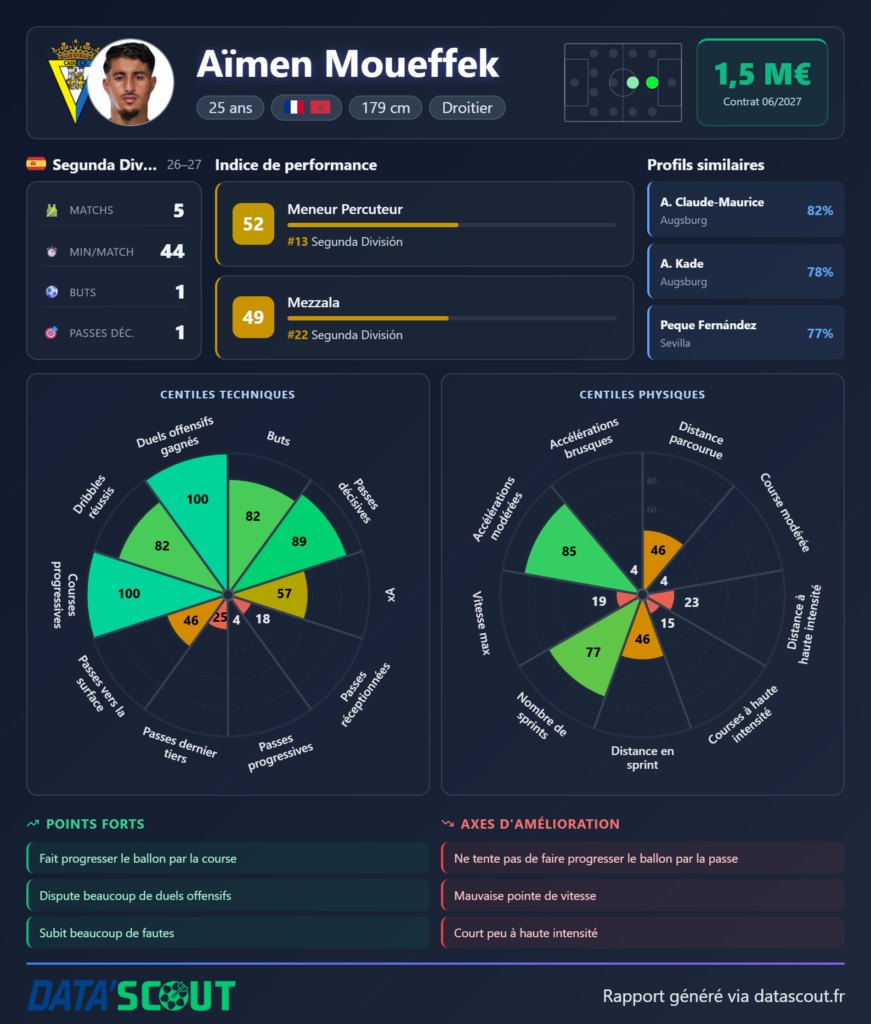 Aïmen Moueffek
25 ans
179 cm
Droitier
1,5 M€
Contrat 06/2027
Segunda Div... 26–27
MATCHS 5
MIN/MATCH 44
BUTS 1
PASSES DÉC. 1
Indice de performance
52
Meneur Percuteur
#13 Segunda División
49
Mezzala
#22 Segunda División
Profils similaires
A. Claude-Maurice
Augsburg
82%
A. Kade
Augsburg
78%
Peque Fernández
Sevilla
77%
CENTILES TECHNIQUES
Buts
82
Passes
décisives
89
xA
57
Passes
réceptionnées
18
Passes
progressives
4
Passes dernier
tiers
25
Passes vers la
surface
46
Courses
progressives
100
Dribbles
réussis
82
Duels offensifs
gagnés
100
CENTILES PHYSIQUES
80
60
Distance
parcourue
46
Course modérée
4
Distance à
haute intensité
23
Courses à haute
intensité
15
Distance en
sprint
46
Nombre de
sprints
77
Vitesse max
19
Accélérations
modérées
85
Accélérations
brusques
4
POINTS FORTS
Fait progresser le ballon par la course
Dispute beaucoup de duels offensifs
Subit beaucoup de fautes
AXES D'AMÉLIORATION
Ne tente pas de faire progresser le ballon par la passe
Mauvaise pointe de vitesse
Court peu à haute intensité
DATA'SCOUT
Rapport généré via datascout.fr